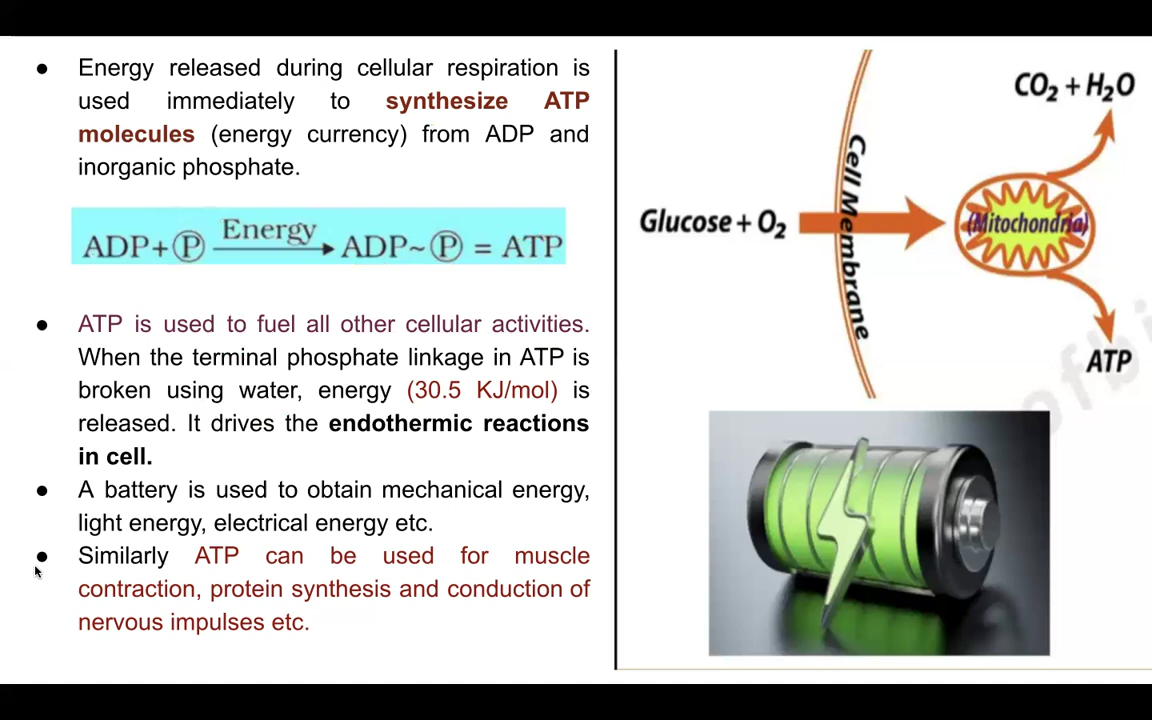 ● Energy released during cellular respiration is
used immediately to synthesize ATP
molecules (energy currency) from ADP and
inorganic phosphate.
ADP+Ⓟ Energy → ADP~Ⓟ = ATP
● ATP is used to fuel all other cellular activities.
When the terminal phosphate linkage in ATP is
broken using water, energy (30.5 KJ/mol) is
released. It drives the endothermic reactions
in cell.
● A battery is used to obtain mechanical energy,
light energy, electrical energy etc.
● Similarly ATP can be used for muscle
contraction, protein synthesis and conduction of
nervous impulses etc.
CO₂ + H₂O
Cell Membrane
Glucose + O₂
(Mitochondria)
ATP